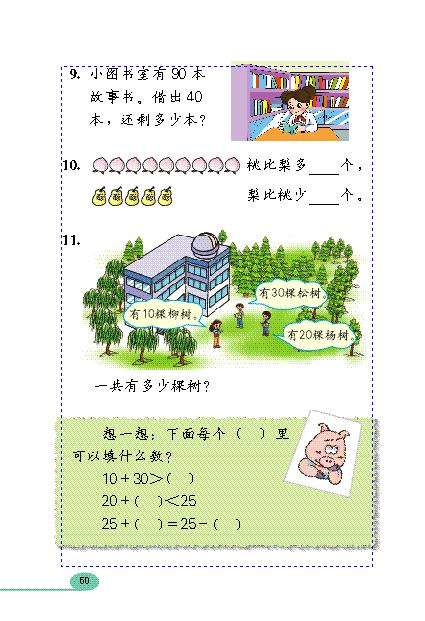 9. 小图书室有 90 本
故事书。借出 40
本，还剩多少本？
10. 桃比梨多____个，
梨比桃少____个。
11.
有30棵松树。
有10棵柳树。
有20棵杨树。
一共有多少棵树？
想一想：下面每个（ ）里
可以填什么数？
10＋30＞（ ）
20＋（ ）＜25
25＋（ ）＝25－（ ）
60